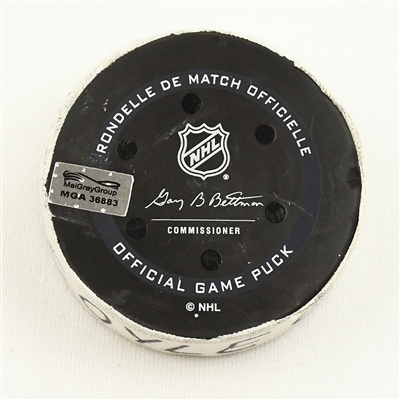 RONDELLE DE MATCH OFFICIELLE
NHL
®
MeiGrayGroup
MGA 36883
Gary B Bettman
COMMISSIONER
OFFICIAL GAME PUCK
© NHL